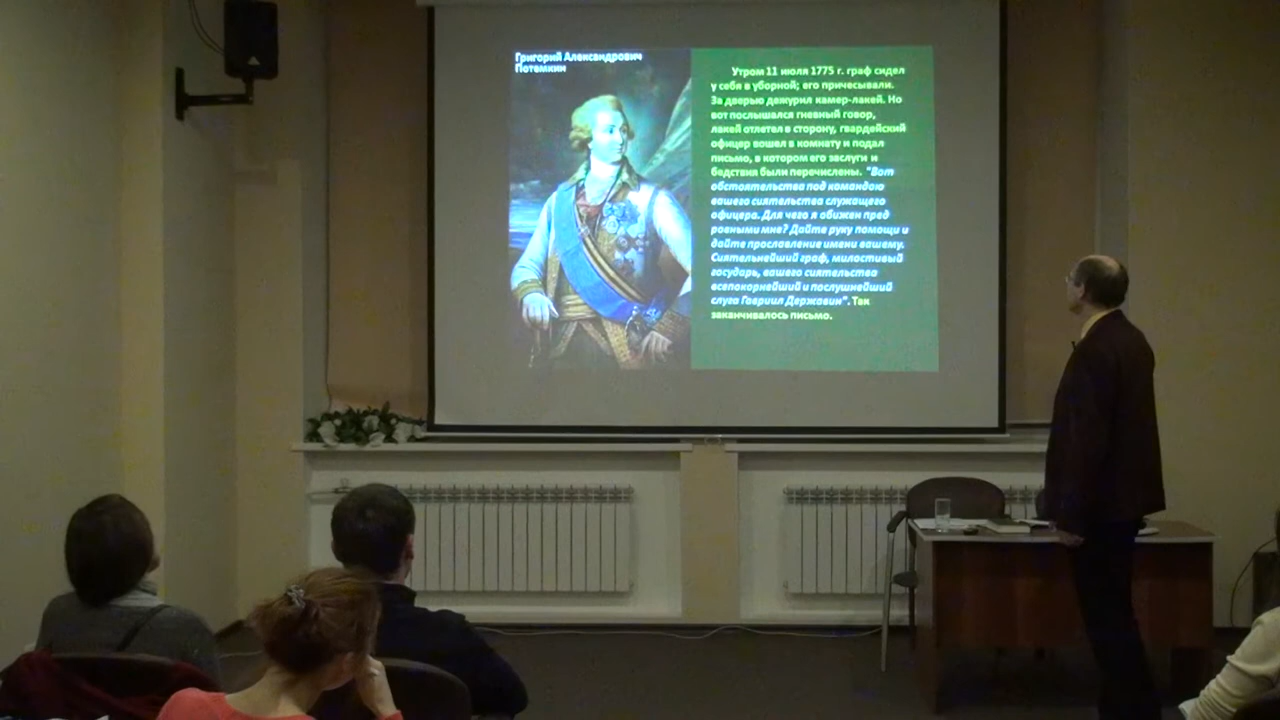 Григорий Александрович
Потемкин
Утром 11 июля 1775 г. граф сидел
у себя в уборной; его причесывали.
За дверью дежурил камер-лакей. Но
вот послышался гневный говор,
лакей отлетел в сторону, гвардейский
офицер вошел в комнату и подал
письмо, в котором его заслуги и
бедствия были перечислены. "Вот
обстоятельства под командою
вашего сиятельства служащего
офицера. Для чего я обижен пред
ровными мне? Дайте руку помощи и
дайте прославление имени вашему.
Сиятельнейший граф, милостивый
государь, вашего сиятельства
всепокорнейший и послушнейший
слуга Гавриил Державин". Так
заканчивалось письмо.